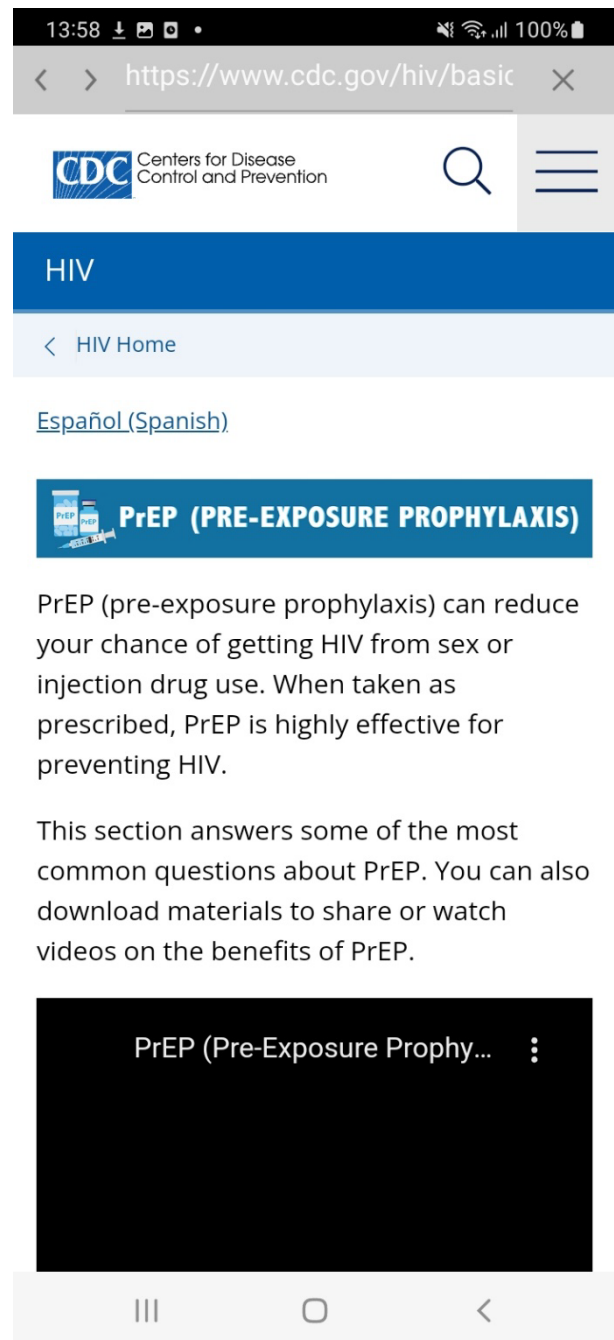 13:58 100%
https://www.cdc.gov/hiv/basic
CDC Centers for Disease
Control and Prevention
HIV
HIV Home
Español (Spanish)
PrEP PrEP PrEP (PRE-EXPOSURE PROPHYLAXIS)
PrEP (pre-exposure prophylaxis) can reduce
your chance of getting HIV from sex or
injection drug use. When taken as
prescribed, PrEP is highly effective for
preventing HIV.
This section answers some of the most
common questions about PrEP. You can also
download materials to share or watch
videos on the benefits of PrEP.
PrEP (Pre-Exposure Prophy...